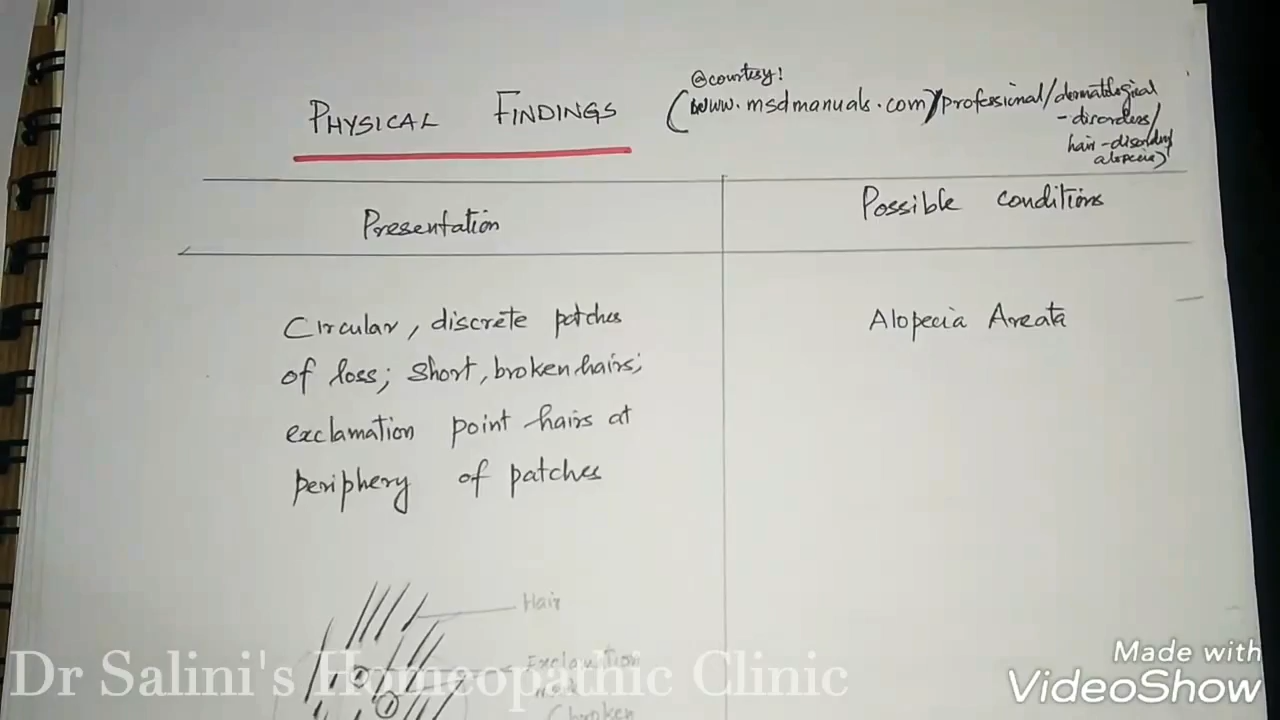 @courtesy!
PHYSICAL FINDINGS (www.msdmanuals.com/professional/dermatological
-disorders/
hair-disorders/
alopecia)
Presentation
Possible conditions
Circular, discrete patches
of loss; short, broken hairs;
exclamation point hairs at
periphery of patches
Alopecia Areata
Hair
Exclamation
(broken
Dr Salini's Homeopathic Clinic
Made with
VideoShow